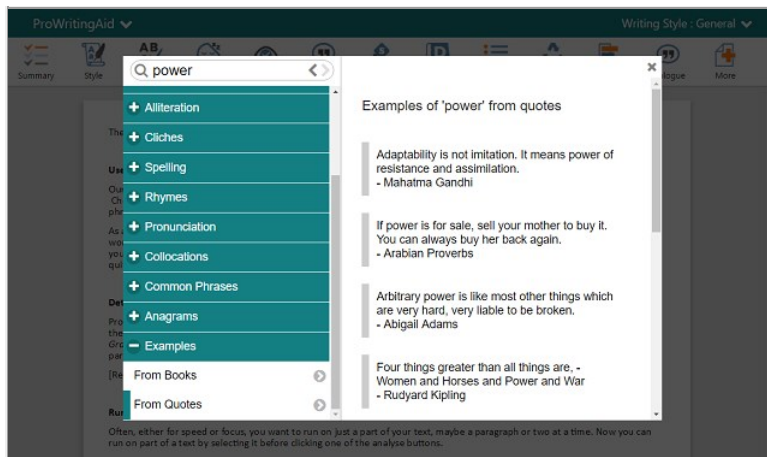 ProWritingAid
Writing Style : General
Summary
Style
AB
More
power
Alliteration
Cliches
Spelling
Rhymes
Pronunciation
Collocations
Common Phrases
Anagrams
Examples
From Books
From Quotes
Examples of 'power' from quotes
Adaptability is not imitation. It means power of
resistance and assimilation.
- Mahatma Gandhi
If power is for sale, sell your mother to buy it.
You can always buy her back again.
- Arabian Proverbs
Arbitrary power is like most other things which
are very hard, very liable to be broken.
- Abigail Adams
Four things greater than all things are, -
Women and Horses and Power and War
- Rudyard Kipling
Often, either for speed or focus, you want to run on just a part of your text, maybe a paragraph or two at a time. Now you can
run on part of a text by selecting it before clicking one of the analyse buttons.